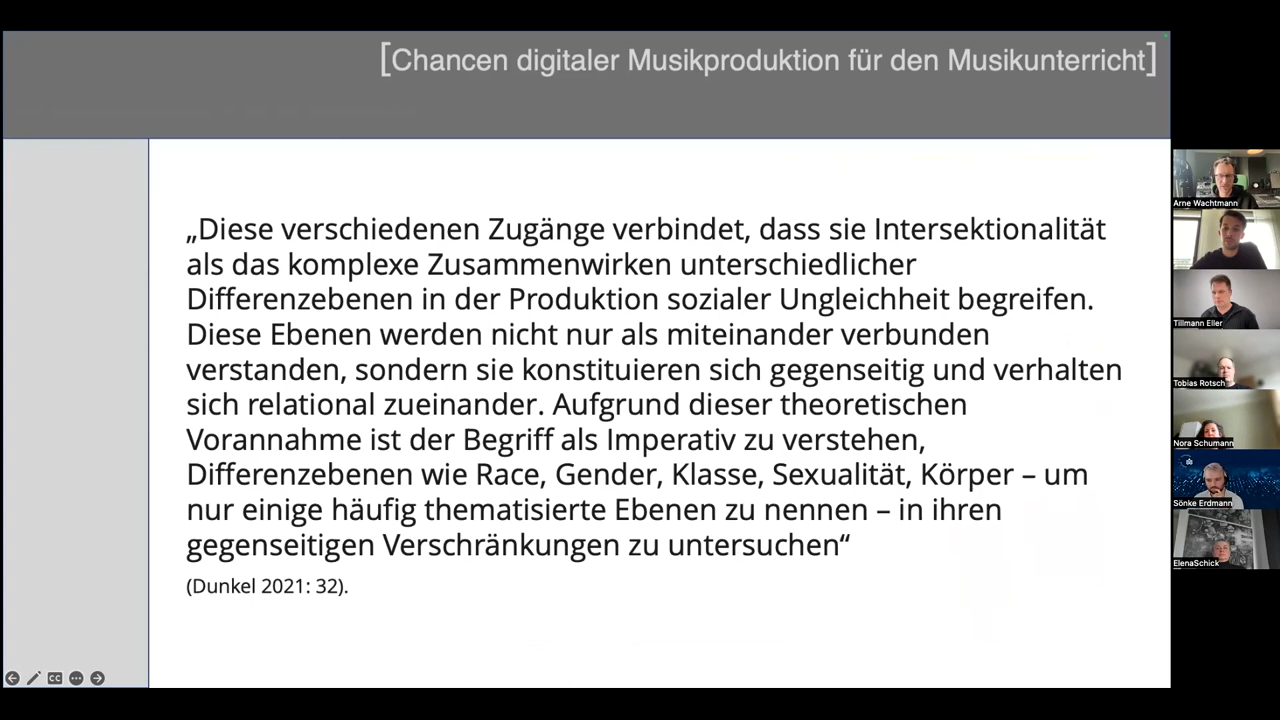 [Chancen digitaler Musikproduktion für den Musikunterricht]
„Diese verschiedenen Zugänge verbindet, dass sie Intersektionalität
als das komplexe Zusammenwirken unterschiedlicher
Differenzebenen in der Produktion sozialer Ungleichheit begreifen.
Diese Ebenen werden nicht nur als miteinander verbunden
verstanden, sondern sie konstituieren sich gegenseitig und verhalten
sich relational zueinander. Aufgrund dieser theoretischen
Vorannahme ist der Begriff als Imperativ zu verstehen,
Differenzebenen wie Race, Gender, Klasse, Sexualität, Körper – um
nur einige häufig thematisierte Ebenen zu nennen – in ihren
gegenseitigen Verschränkungen zu untersuchen“
(Dunkel 2021: 32).
CC
Arne Wachtmann
Tillmann Eller
Tobias Rotsch
Nora Schumann
Sönke Erdmann
ElenaSchick